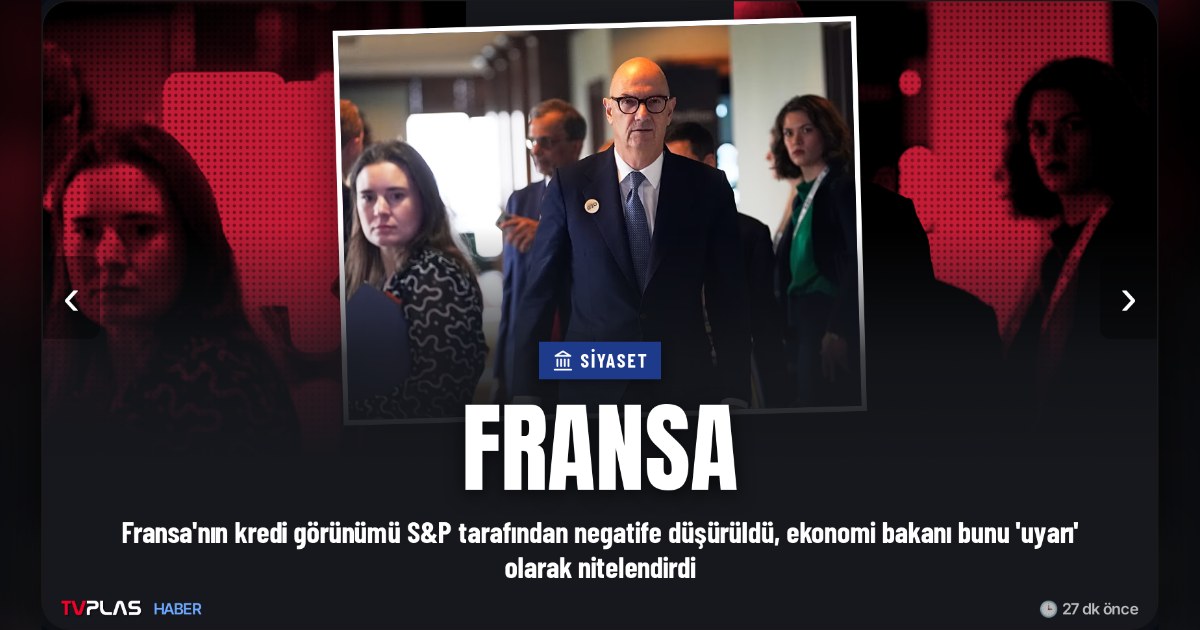 SİYASET
FRANSA
Fransa'nın kredi görünümü S&P tarafından negatife düşürüldü, ekonomi bakanı bunu 'uyarı'
olarak nitelendirdi
TVPLAS HABER
27 dk önce